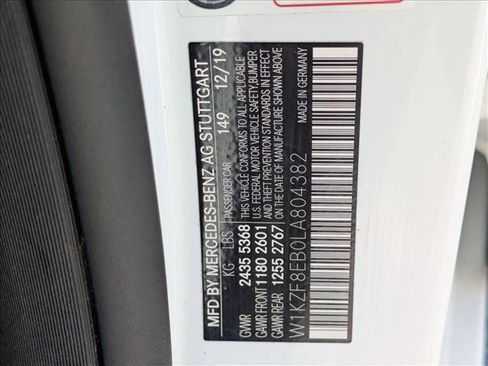 MFD BY MERCEDES-BENZ AG STUTTGART
KG LBS PASSENGER CAR 149 12/19
GVWR 2435 5368 THIS VEHICLE CONFORMS TO ALL APPLICABLE
GAWR FRONT 1180 2601 U.S. FEDERAL MOTOR VEHICLE SAFETY, BUMPER
GAWR REAR 1255 2767 AND THEFT PREVENTION STANDARDS IN EFFECT
ON THE DATE OF MANUFACTURE SHOWN ABOVE
W1KZF8EB0LA804382 MADE IN GERMANY